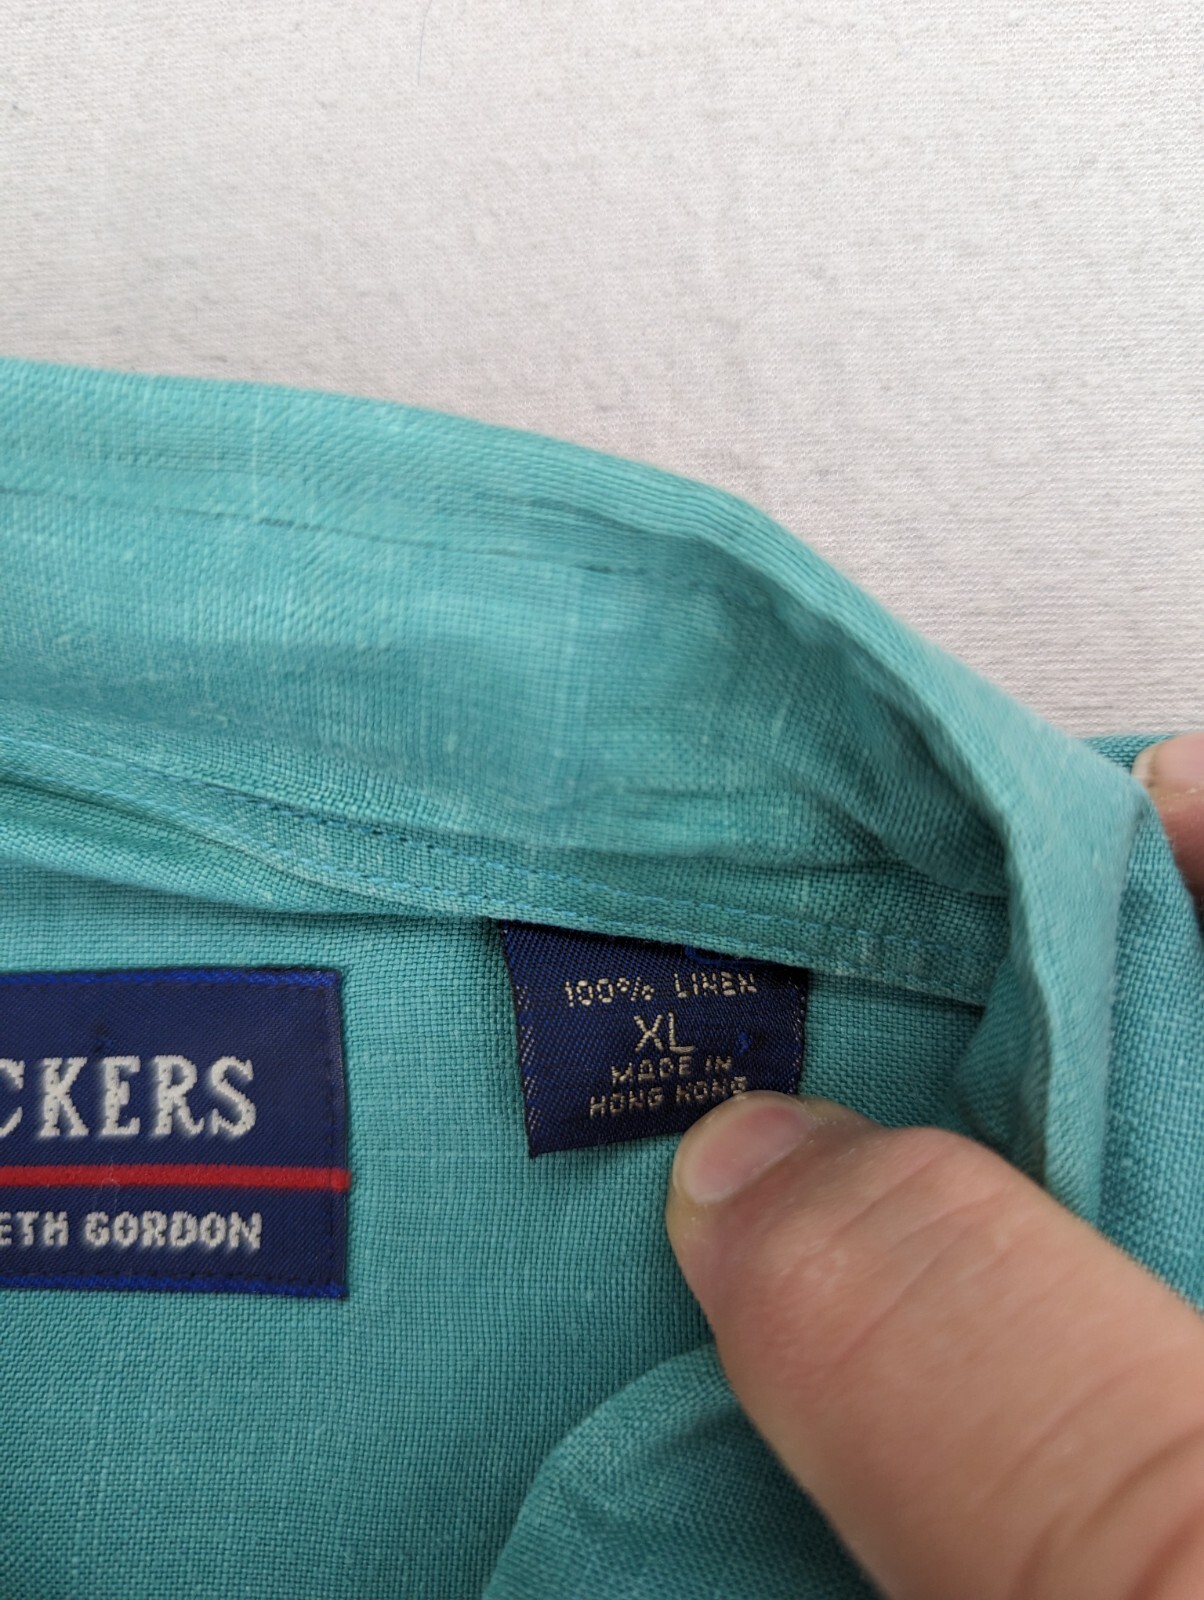 CKERS
ETH GORDON
100% LINEN
XL
MADE IN
HONG KONG